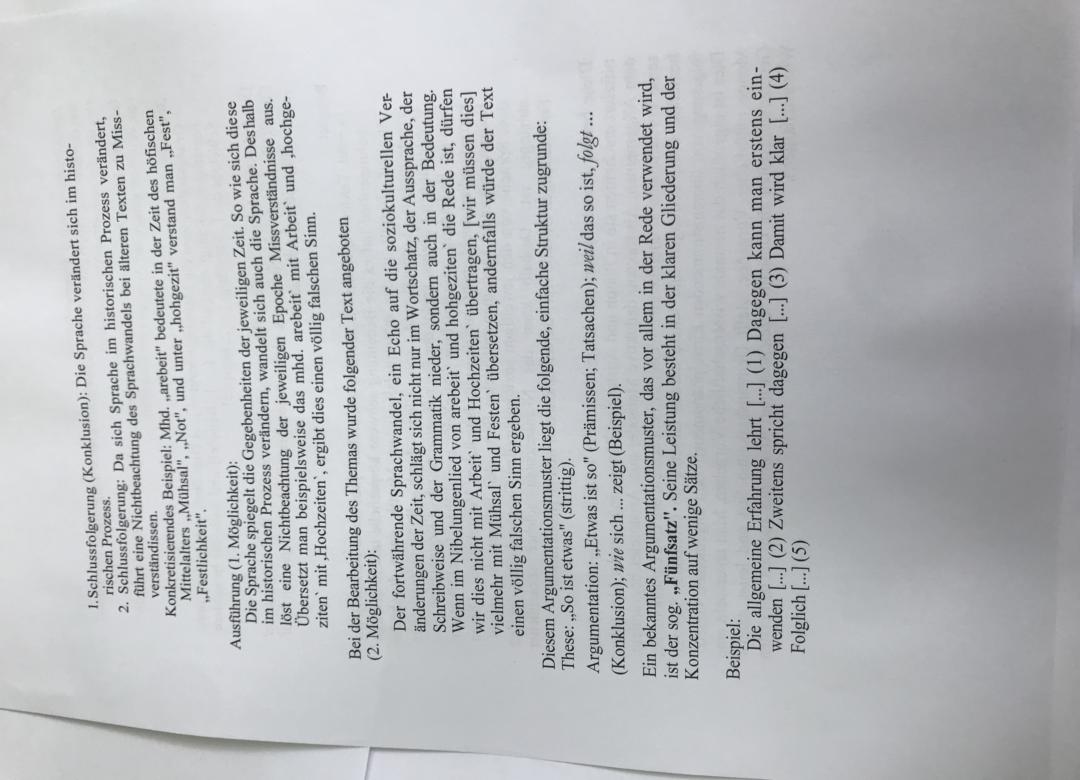 1.Schlussfolgerung (Konklusion): Die Sprache verändert sich im histo-
rischen Prozess.
2. Schlussfolgerung: Da sich Sprache im historischen Prozess verändert,
führt eine Nichtbeachtung des Sprachwandels bei älteren Texten zu Miss-
verständissen.
Konkretisierendes Beispiel: Mhd. „arebeit" bedeutete in der Zeit des höfischen
Mittelalters „Mühsal", „Not", und unter „hohgezit" verstand man „Fest",
„Festlichkeit".
Ausführung (1. Möglichkeit):
Die Sprache spiegelt die Gegebenheiten der jeweiligen Zeit. So wie sich diese
im historischen Prozess verändern, wandelt sich auch die Sprache. Deshalb
löst eine Nichtbeachtung der jeweiligen Epoche Missverständnisse aus.
Übersetzt man beispielsweise das mhd. arebeit` mit Arbeit` und ‚hochge-
ziten` mit ‚Hochzeiten`, ergibt dies einen völlig falschen Sinn.
Bei der Bearbeitung des Themas wurde folgender Text angeboten
(2. Möglichkeit):
Der fortwährende Sprachwandel, ein Echo auf die soziokulturellen Ver-
änderungen der Zeit, schlägt sich nicht nur im Wortschatz, der Aussprache, der
Schreibweise und der Grammatik nieder, sondern auch in der Bedeutung.
Wenn im Nibelungenlied von arebeit` und hohgeziten` die Rede ist, dürfen
wir dies nicht mit Arbeit` und Hochzeiten` übertragen, [wir müssen dies]
vielmehr mit Mühsal` und Festen` übersetzen, andernfalls würde der Text
einen völlig falschen Sinn ergeben.
Diesem Argumentationsmuster liegt die folgende, einfache Struktur zugrunde:
These: „So ist etwas" (strittig).
Argumentation: „Etwas ist so" (Prämissen; Tatsachen); weil das so ist, folgt ...
(Konklusion); wie sich ... zeigt (Beispiel).
Ein bekanntes Argumentationsmuster, das vor allem in der Rede verwendet wird,
ist der sog. „Fünfsatz". Seine Leistung besteht in der klaren Gliederung und der
Konzentration auf wenige Sätze.
Beispiel:
Die allgemeine Erfahrung lehrt [...] (1) Dagegen kann man erstens ein-
wenden [...] (2) Zweitens spricht dagegen [...] (3) Damit wird klar [...] (4)
Folglich [...] (5)